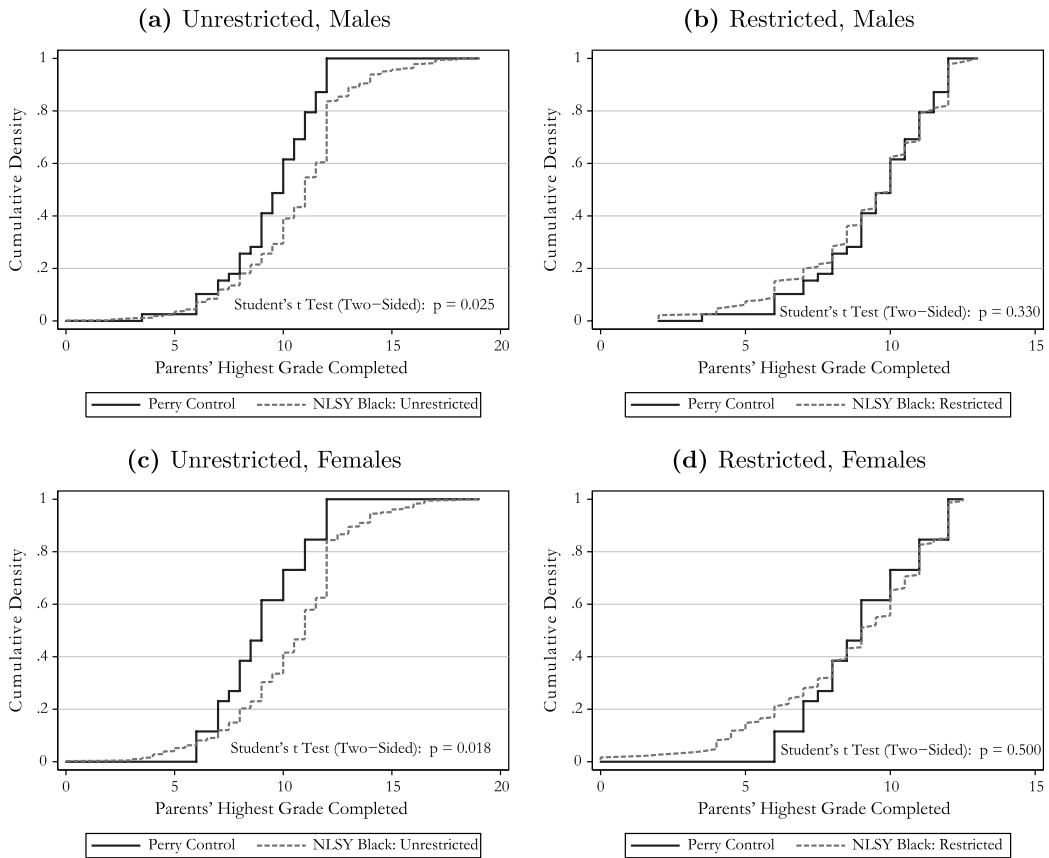 (a) Unrestricted, Males
Cumulative Density
1
.8
.6
.4
.2
0
Student's t Test (Two−Sided): p = 0.025
0 5 10 15 20
Parents' Highest Grade Completed
Perry Control NLSY Black: Unrestricted
(b) Restricted, Males
Cumulative Density
1
.8
.6
.4
.2
0
Student's t Test (Two−Sided): p = 0.330
0 5 10 15
Parents' Highest Grade Completed
Perry Control NLSY Black: Restricted
(c) Unrestricted, Females
Cumulative Density
1
.8
.6
.4
.2
0
Student's t Test (Two−Sided): p = 0.018
0 5 10 15 20
Parents' Highest Grade Completed
Perry Control NLSY Black: Unrestricted
(d) Restricted, Females
Cumulative Density
1
.8
.6
.4
.2
0
Student's t Test (Two−Sided): p = 0.500
0 5 10 15
Parents' Highest Grade Completed
Perry Control NLSY Black: Restricted